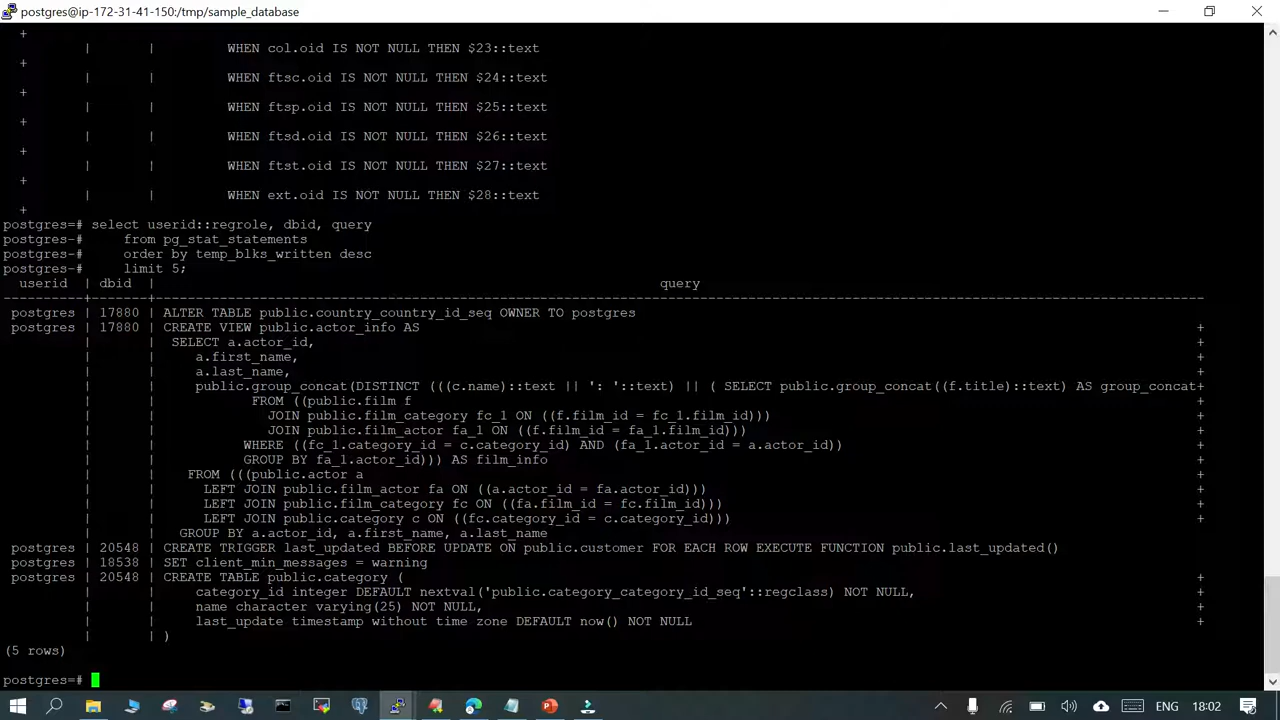 postgres@ip-172-31-41-150:/tmp/sample_database
+
| | WHEN col.oid IS NOT NULL THEN $23::text
+
| | WHEN ftsc.oid IS NOT NULL THEN $24::text
+
| | WHEN ftsp.oid IS NOT NULL THEN $25::text
+
| | WHEN ftsd.oid IS NOT NULL THEN $26::text
+
| | WHEN ftst.oid IS NOT NULL THEN $27::text
+
| | WHEN ext.oid IS NOT NULL THEN $28::text
+
postgres=# select userid::regrole, dbid, query
postgres-# from pg_stat_statements
postgres-# order by temp_blks_written desc
postgres-# limit 5;
userid | dbid | query
----------+-------+-----------------------------------------------------------------------------------------------------------------------------------
postgres | 17880 | ALTER TABLE public.country_country_id_seq OWNER TO postgres
postgres | 17880 | CREATE VIEW public.actor_info AS +
| | SELECT a.actor_id, +
| | a.first_name, +
| | a.last_name, +
| | public.group_concat(DISTINCT (((c.name)::text || ': '::text) || ( SELECT public.group_concat((f.title)::text) AS group_concat+
| | FROM ((public.film f +
| | JOIN public.film_category fc_1 ON ((f.film_id = fc_1.film_id))) +
| | JOIN public.film_actor fa_1 ON ((f.film_id = fa_1.film_id))) +
| | WHERE ((fc_1.category_id = c.category_id) AND (fa_1.actor_id = a.actor_id)) +
| | GROUP BY fa_1.actor_id))) AS film_info +
| | FROM (((public.actor a +
| | LEFT JOIN public.film_actor fa ON ((a.actor_id = fa.actor_id))) +
| | LEFT JOIN public.film_category fc ON ((fa.film_id = fc.film_id))) +
| | LEFT JOIN public.category c ON ((fc.category_id = c.category_id))) +
| | GROUP BY a.actor_id, a.first_name, a.last_name
postgres | 20548 | CREATE TRIGGER last_updated BEFORE UPDATE ON public.customer FOR EACH ROW EXECUTE FUNCTION public.last_updated()
postgres | 18538 | SET client_min_messages = warning
postgres | 20548 | CREATE TABLE public.category ( +
| | category_id integer DEFAULT nextval('public.category_category_id_seq'::regclass) NOT NULL, +
| | name character varying(25) NOT NULL, +
| | last_update timestamp without time zone DEFAULT now() NOT NULL +
| | )
(5 rows)
postgres=#
ENG 18:02